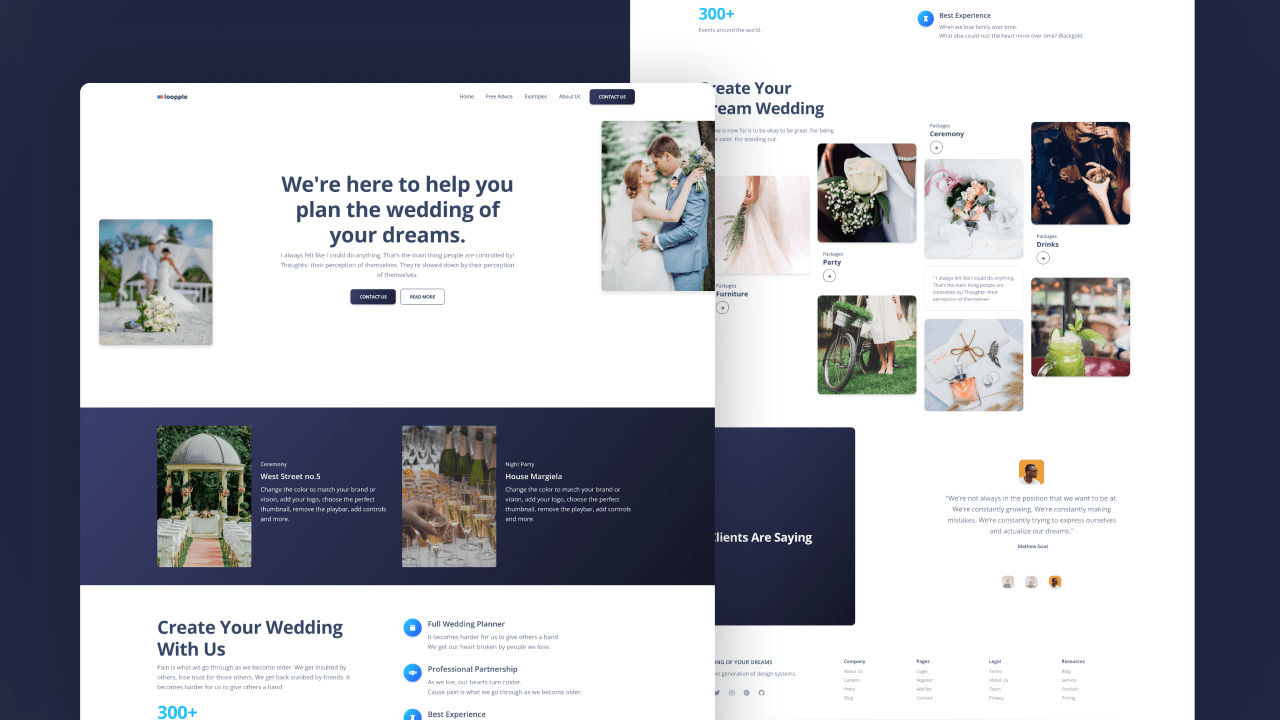 loopple
Home
Free Advice
Examples
About Us
CONTACT US
We're here to help you
plan the wedding of
your dreams.
I always felt like I could do anything. That's the main thing people are controlled by!
Thoughts- their perception of themselves. They're slowed down by their perception
of themselves.
CONTACT US
READ MORE
Ceremony
West Street no.5
Change the color to match your brand or
vision, add your logo, choose the perfect
thumbnail, remove the playbar, add controls
and more.
Night Party
House Margiela
Change the color to match your brand or
vision, add your logo, choose the perfect
thumbnail, remove the playbar, add controls
and more.
Create Your Wedding
With Us
Pain is what we go through as we become older. We get insulted by
others, lose trust for those others. We get back stabbed by friends. It
becomes harder for us to give others a hand.
300+
Full Wedding Planner
It becomes harder for us to give others a hand.
We get our heart broken by people we love.
Professional Partnership
As we live, our hearts turn colder.
Cause pain is what we go through as we become older.
Best Experience
300+
Events around the world.
Best Experience
When we lose family over time.
What else could rust the heart more over time? Blackgold.
Create Your
ream Wedding
e is now for it to be okay to be great. For being
color. For standing out.
Packages
Furniture
Packages
Party
Packages
Ceremony
" I always felt like I could do anything.
That's the main thing people are
controlled by! Thoughts- their
perception of themselves!
Packages
Drinks
Clients Are Saying
"We're not always in the position that we want to be at.
We're constantly growing. We're constantly making
mistakes. We're constantly trying to express ourselves
and actualize our dreams."
Mathew Goat
ING OF YOUR DREAMS
ext generation of design systems.
Company
About Us
Careers
Press
Blog
Pages
Login
Register
Add list
Contact
Legal
Terms
About Us
Team
Privacy
Resources
Blog
Service
Product
Pricing